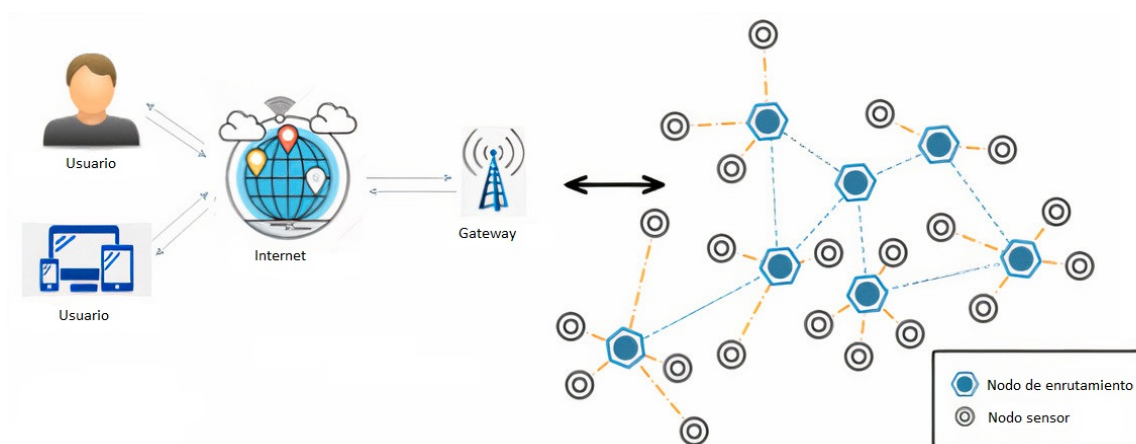 Usuario
Internet
Gateway
Usuario
Nodo de enrutamiento
Nodo sensor